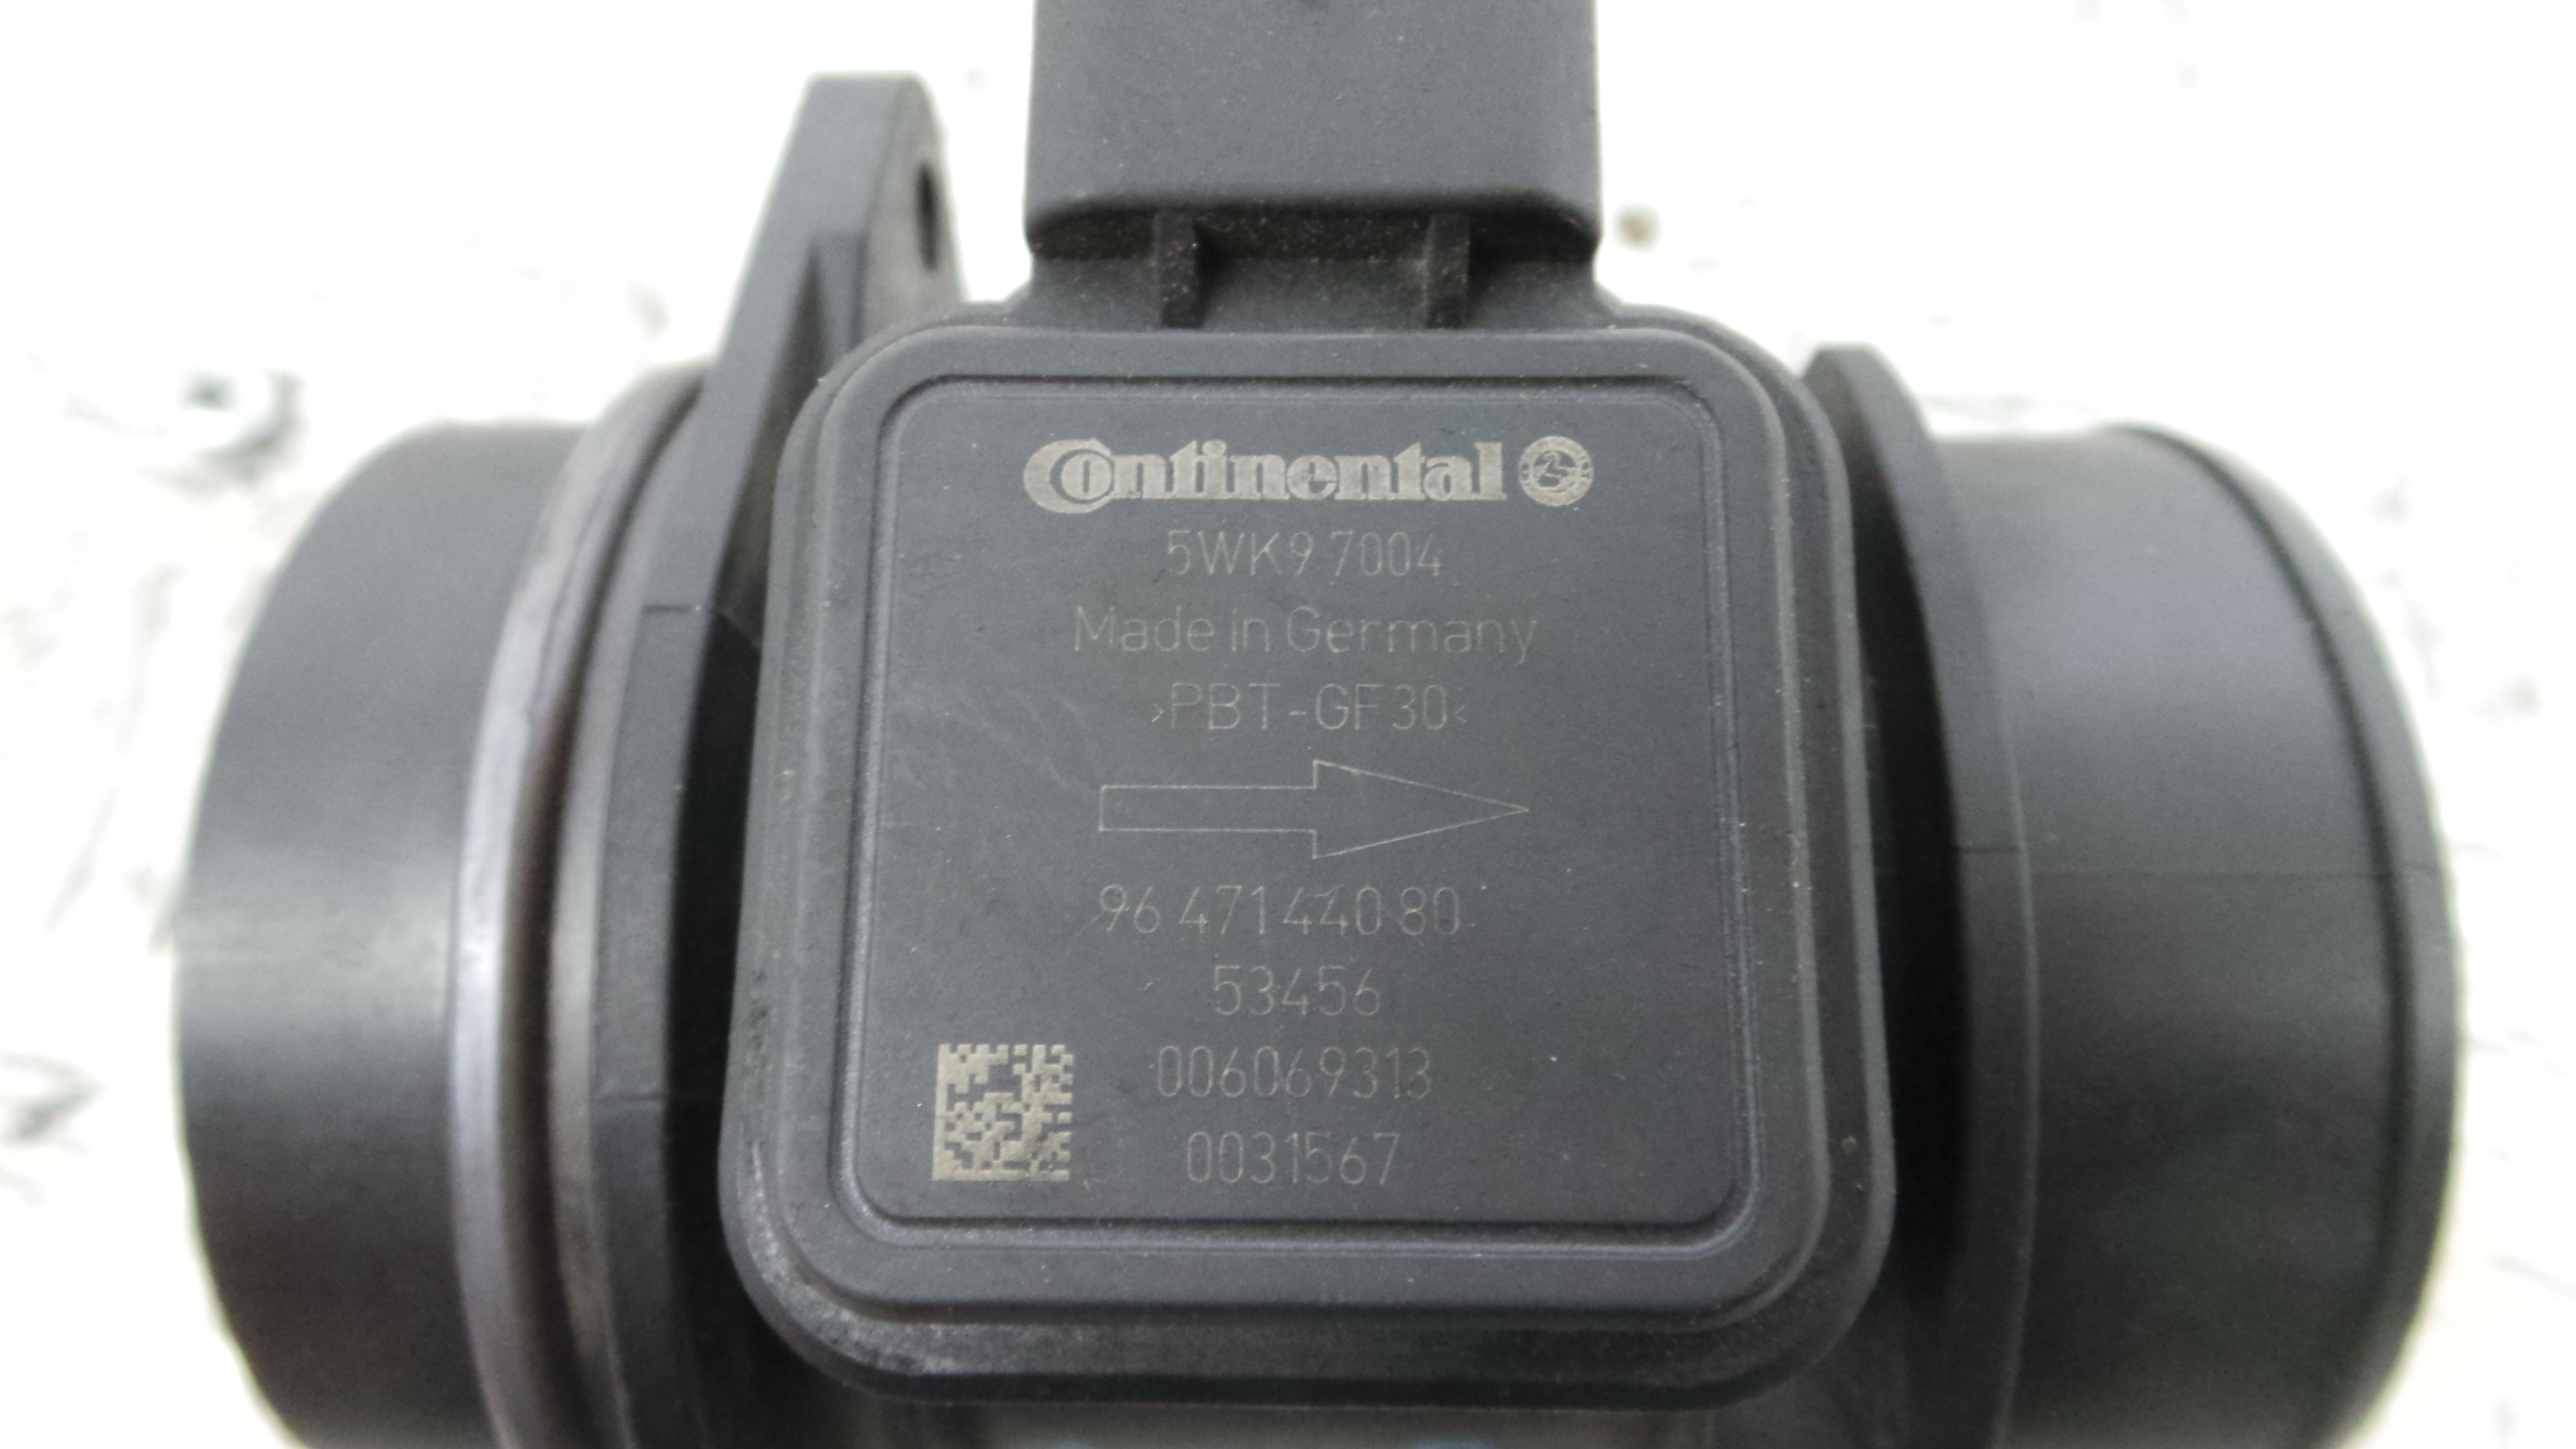 Continental
5WK9 7004
Made in Germany
>PBT-GF30<
96 471 440 80
53456
006069313
0031567